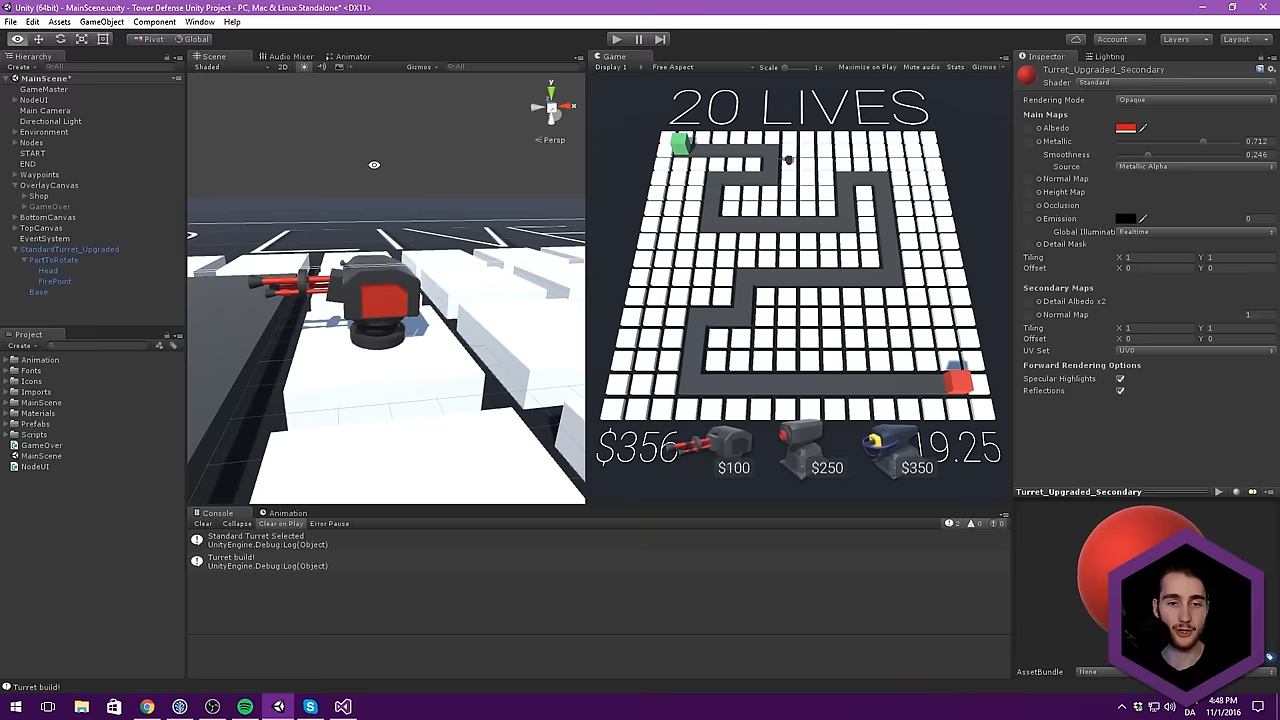 Unity (64bit) - MainScene.unity - Tower Defense Unity Project - PC, Mac & Linux Standalone* <DX11>
File Edit Assets GameObject Component Window Help
Pivot Global Account Layers Layout
Hierarchy
Create All
MainScene*
GameMaster
NodeUI
Main Camera
Directional Light
Environment
Nodes
START
END
Waypoints
OverlayCanvas
Shop
GameOver
BottomCanvas
TopCanvas
EventSystem
StandardTurret_Upgraded
PartToRotate
Head
FirePoint
Base
Project
Create
Animation
Fonts
Icons
Imports
MainScene
Materials
Prefabs
Scripts
GameOver
MainScene
NodeUI
Scene Audio Mixer Animator
Shaded 2D Gizmos All
y
x
Persp
Game
Display 1 Free Aspect Scale 1x Maximize on Play Mute audio Stats Gizmos
20 LIVES
$356
19.25
$100
$250
$350
Console Animation
Clear Collapse Clear on Play Error Pause 2 0 0
Standard Turret Selected
UnityEngine.Debug:Log(Object)
Turret build!
UnityEngine.Debug:Log(Object)
Inspector Lighting
Turret_Upgraded_Secondary
Shader Standard
Rendering Mode Opaque
Main Maps
Albedo
Metallic 0.712
Smoothness 0.246
Source Metallic Alpha
Normal Map
Height Map
Occlusion
Emission 0
Global Illuminati Realtime
Detail Mask
Tiling X 1 Y 1
Offset X 0 Y 0
Secondary Maps
Detail Albedo x2
Normal Map 1
Tiling X 1 Y 1
Offset X 0 Y 0
UV Set UV0
Forward Rendering Options
Specular Highlights
Reflections
Turret_Upgraded_Secondary
AssetBundle None
Turret build!
4:48 PM
DA
11/1/2016